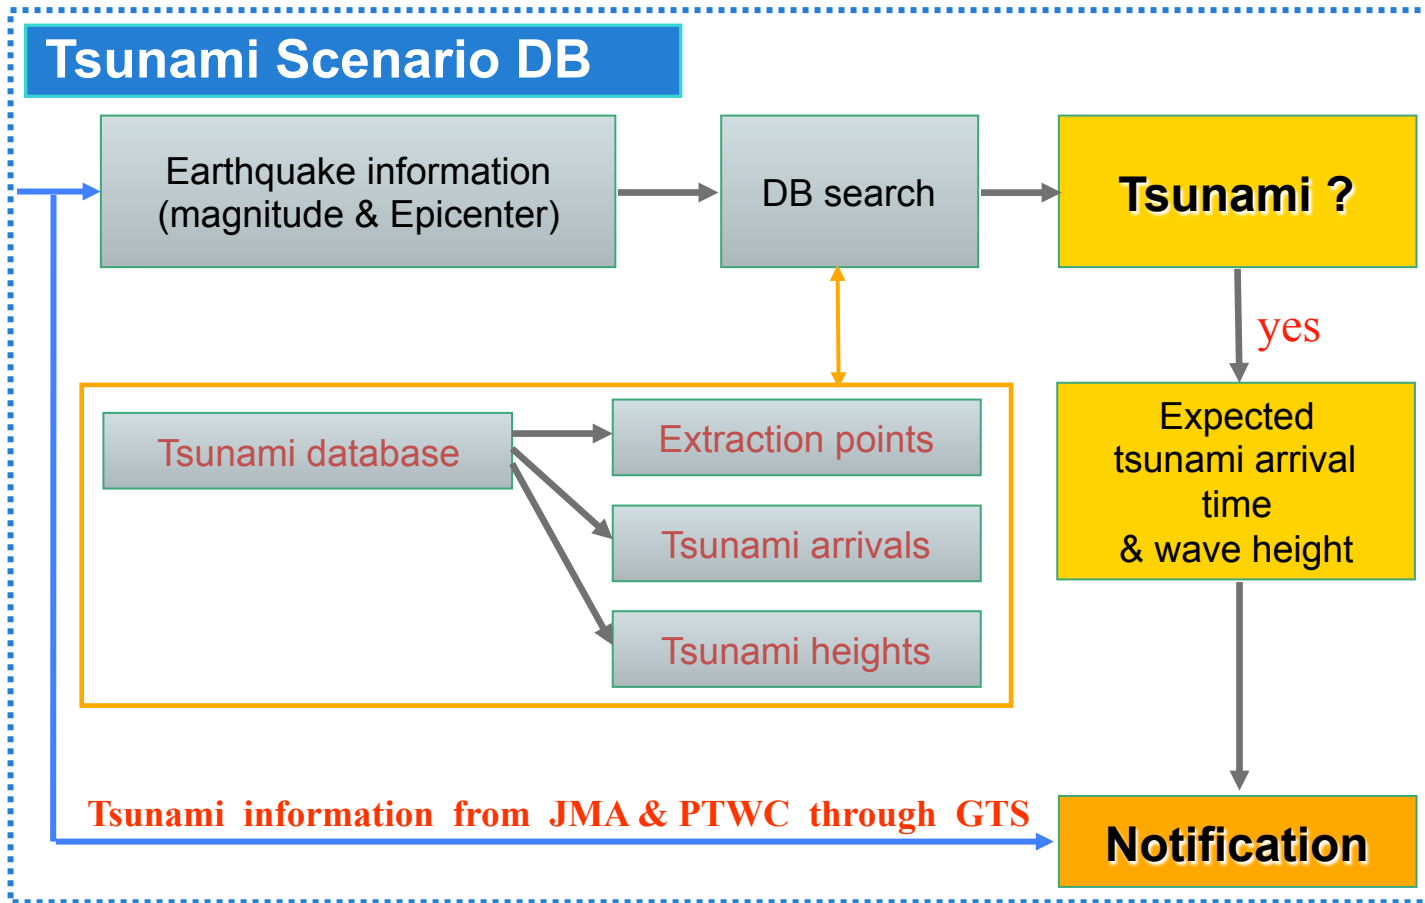 Tsunami Scenario DB
Earthquake information
(magnitude & Epicenter)
DB search
Tsunami ?
yes
Tsunami database
Extraction points
Tsunami arrivals
Tsunami heights
Expected
tsunami arrival
time
& wave height
Tsunami information from JMA & PTWC through GTS
Notification